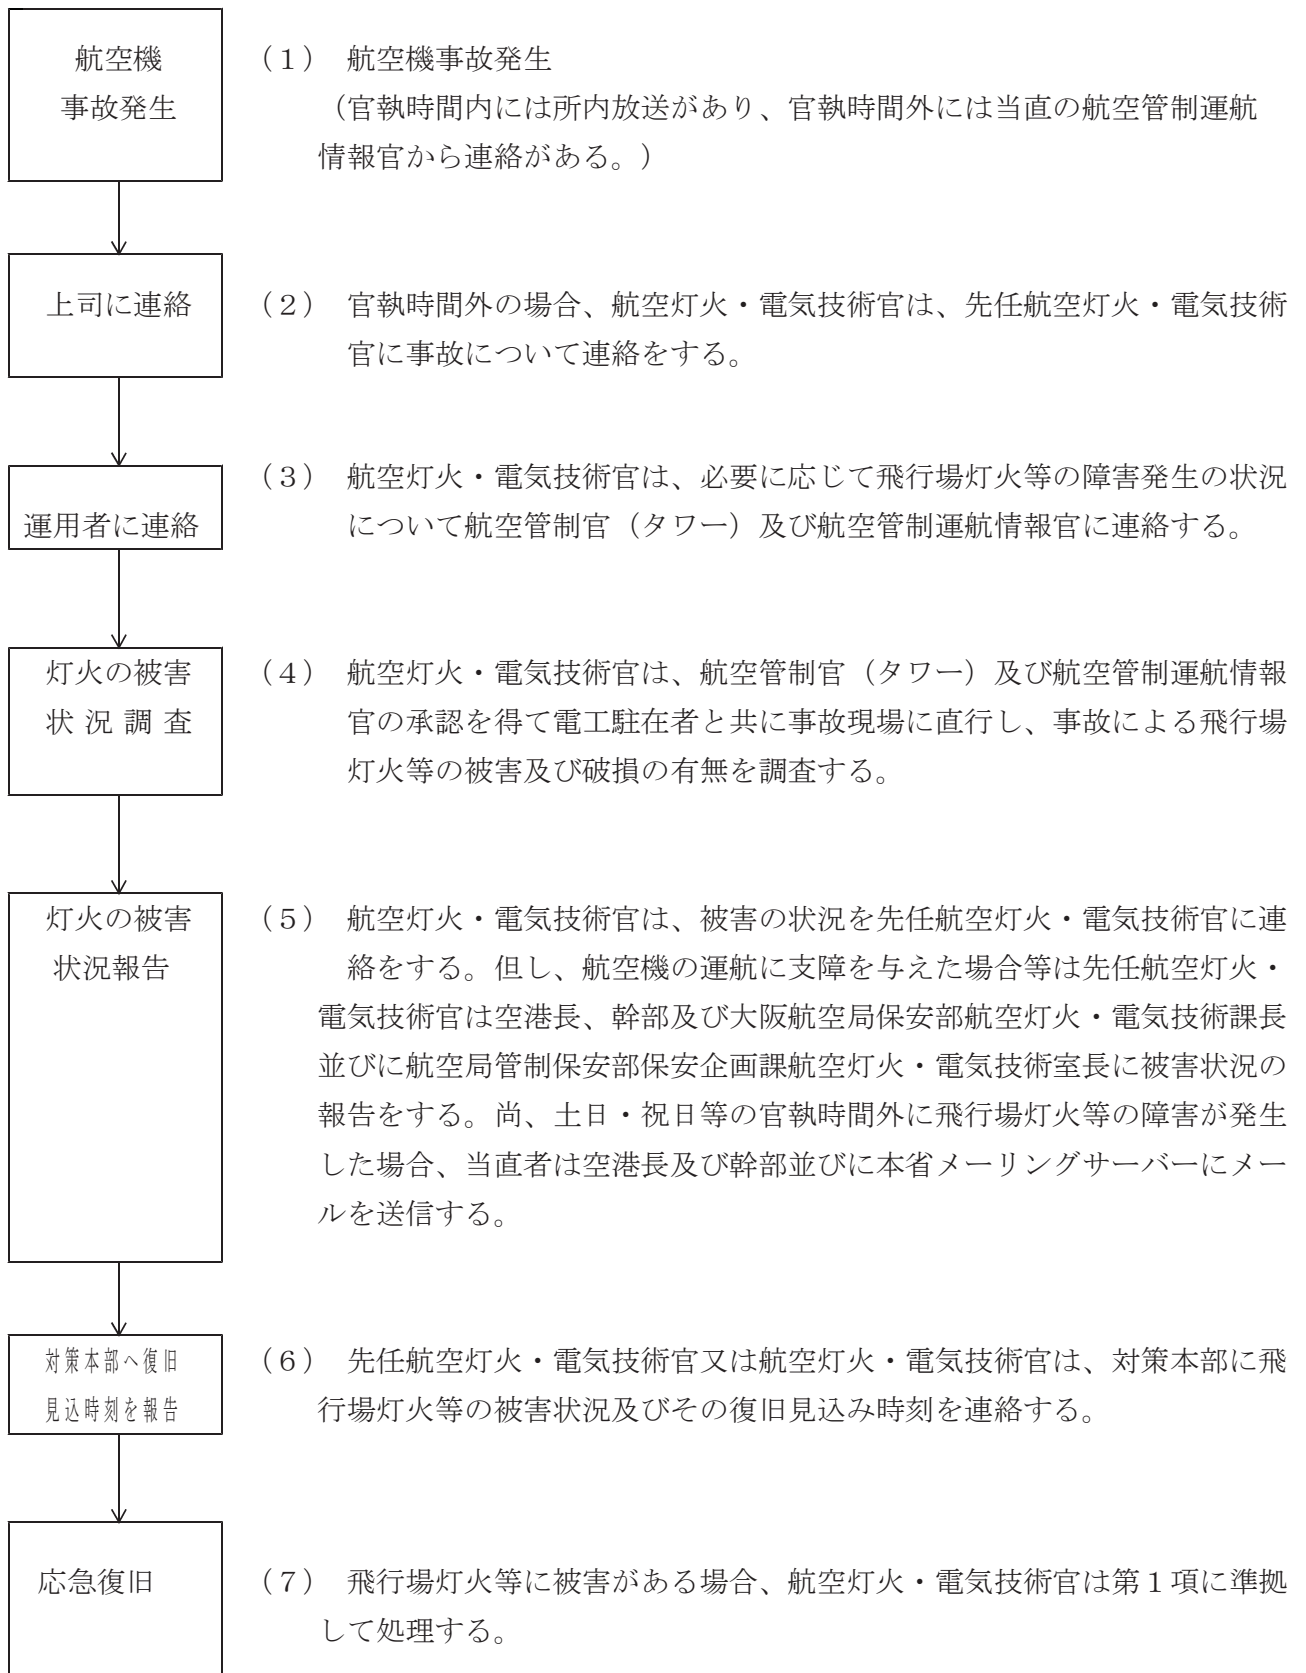 航空機
事故発生
（１） 航空機事故発生
（官執時間内には所内放送があり、官執時間外には当直の航空管制運航
情報官から連絡がある。）
上司に連絡
（２） 官執時間外の場合、航空灯火・電気技術官は、先任航空灯火・電気技術
官に事故について連絡をする。
運用者に連絡
（３） 航空灯火・電気技術官は、必要に応じて飛行場灯火等の障害発生の状況
について航空管制官（タワー）及び航空管制運航情報官に連絡する。
灯火の被害
状 況 調 査
（４） 航空灯火・電気技術官は、航空管制官（タワー）及び航空管制運航情報
官の承認を得て電工駐在者と共に事故現場に直行し、事故による飛行場
灯火等の被害及び破損の有無を調査する。
灯火の被害
状況報告
（５） 航空灯火・電気技術官は、被害の状況を先任航空灯火・電気技術官に連
絡をする。但し、航空機の運航に支障を与えた場合等は先任航空灯火・
電気技術官は空港長、幹部及び大阪航空局保安部航空灯火・電気技術課長
並びに航空局管制保安部保安企画課航空灯火・電気技術室長に被害状況の
報告をする。尚、土日・祝日等の官執時間外に飛行場灯火等の障害が発生
した場合、当直者は空港長及び幹部並びに本省メーリングサーバーにメー
ルを送信する。
対策本部へ復旧
見込時刻を報告
（６） 先任航空灯火・電気技術官又は航空灯火・電気技術官は、対策本部に飛
行場灯火等の被害状況及びその復旧見込み時刻を連絡する。
応急復旧
（７） 飛行場灯火等に被害がある場合、航空灯火・電気技術官は第１項に準拠
して処理する。